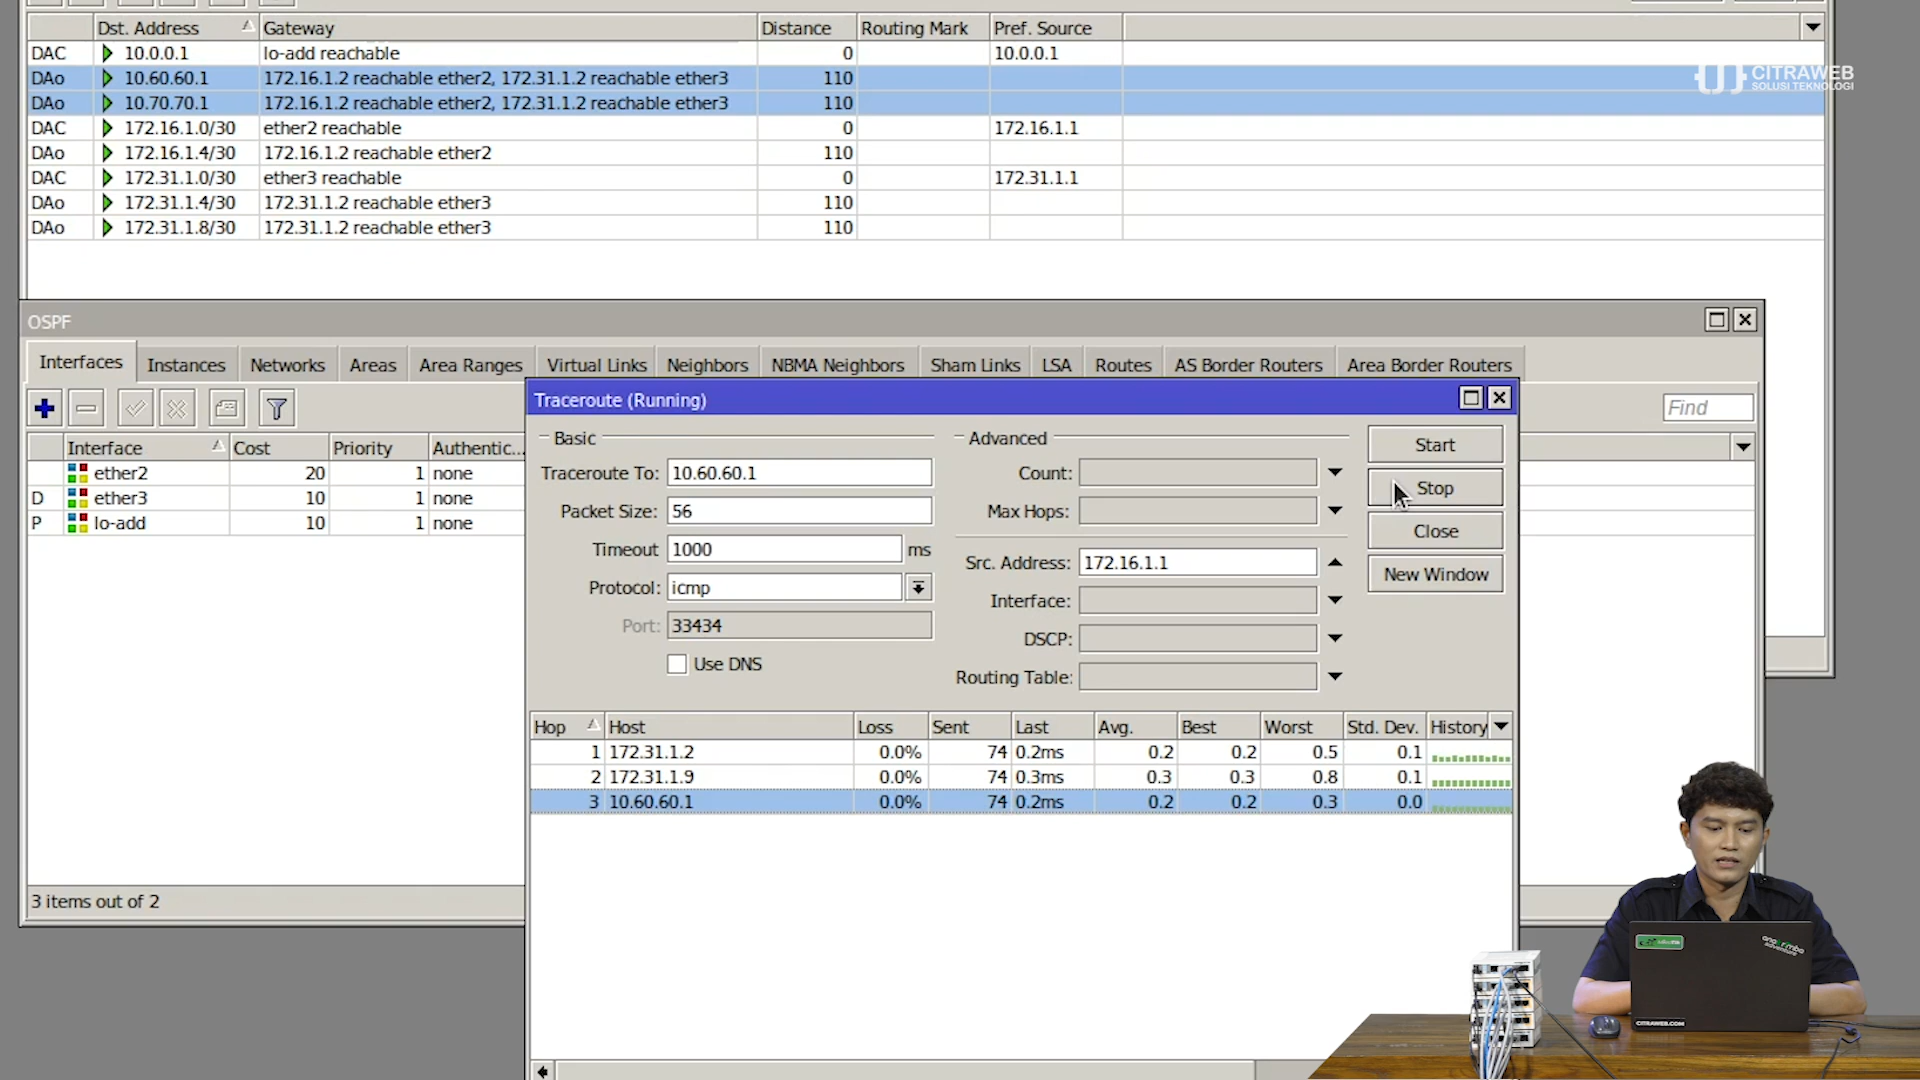 Dst. Address Gateway Distance Routing Mark Pref. Source
DAC 10.0.0.1 lo-add reachable 0 10.0.0.1
DAo 10.60.60.1 172.16.1.2 reachable ether2, 172.31.1.2 reachable ether3 110
DAo 10.70.70.1 172.16.1.2 reachable ether2, 172.31.1.2 reachable ether3 110
DAC 172.16.1.0/30 ether2 reachable 0 172.16.1.1
DAo 172.16.1.4/30 172.16.1.2 reachable ether2 110
DAC 172.31.1.0/30 ether3 reachable 0 172.31.1.1
DAo 172.31.1.4/30 172.31.1.2 reachable ether3 110
DAo 172.31.1.8/30 172.31.1.2 reachable ether3 110
CITRAWEB
SOLUSI TEKNOLOGI
OSPF
Interfaces Instances Networks Areas Area Ranges Virtual Links Neighbors NBMA Neighbors Sham Links LSA Routes AS Border Routers Area Border Routers
Find
Interface Cost Priority Authentic...
ether2 20 1 none
D ether3 10 1 none
P lo-add 10 1 none
3 items out of 2
Traceroute (Running)
Basic
Traceroute To: 10.60.60.1
Packet Size: 56
Timeout 1000 ms
Protocol: icmp
Port: 33434
Use DNS
Advanced
Count:
Max Hops:
Src. Address: 172.16.1.1
Interface:
DSCP:
Routing Table:
Start
Stop
Close
New Window
Hop Host Loss Sent Last Avg. Best Worst Std. Dev. History
1 172.31.1.2 0.0% 74 0.2ms 0.2 0.2 0.5 0.1
2 172.31.1.9 0.0% 74 0.3ms 0.3 0.3 0.8 0.1
3 10.60.60.1 0.0% 74 0.2ms 0.2 0.2 0.3 0.0
CITRAWEB.COM